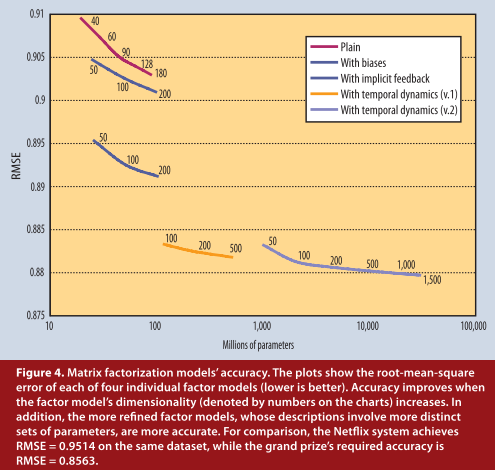 0.91
0.905
0.9
0.895
0.89
0.885
0.88
0.875
RMSE
40
60
90
128
180
50
100
200
50
100
200
100
200
500
50
100
200
500
1,000
1,500
Plain
With biases
With implicit feedback
With temporal dynamics (v.1)
With temporal dynamics (v.2)
10
100
1,000
10,000
100,000
Millions of parameters
Figure 4. Matrix factorization models’ accuracy. The plots show the root-mean-square
error of each of four individual factor models (lower is better). Accuracy improves when
the factor model’s dimensionality (denoted by numbers on the charts) increases. In
addition, the more refined factor models, whose descriptions involve more distinct
sets of parameters, are more accurate. For comparison, the Netflix system achieves
RMSE = 0.9514 on the same dataset, while the grand prize’s required accuracy is
RMSE = 0.8563.